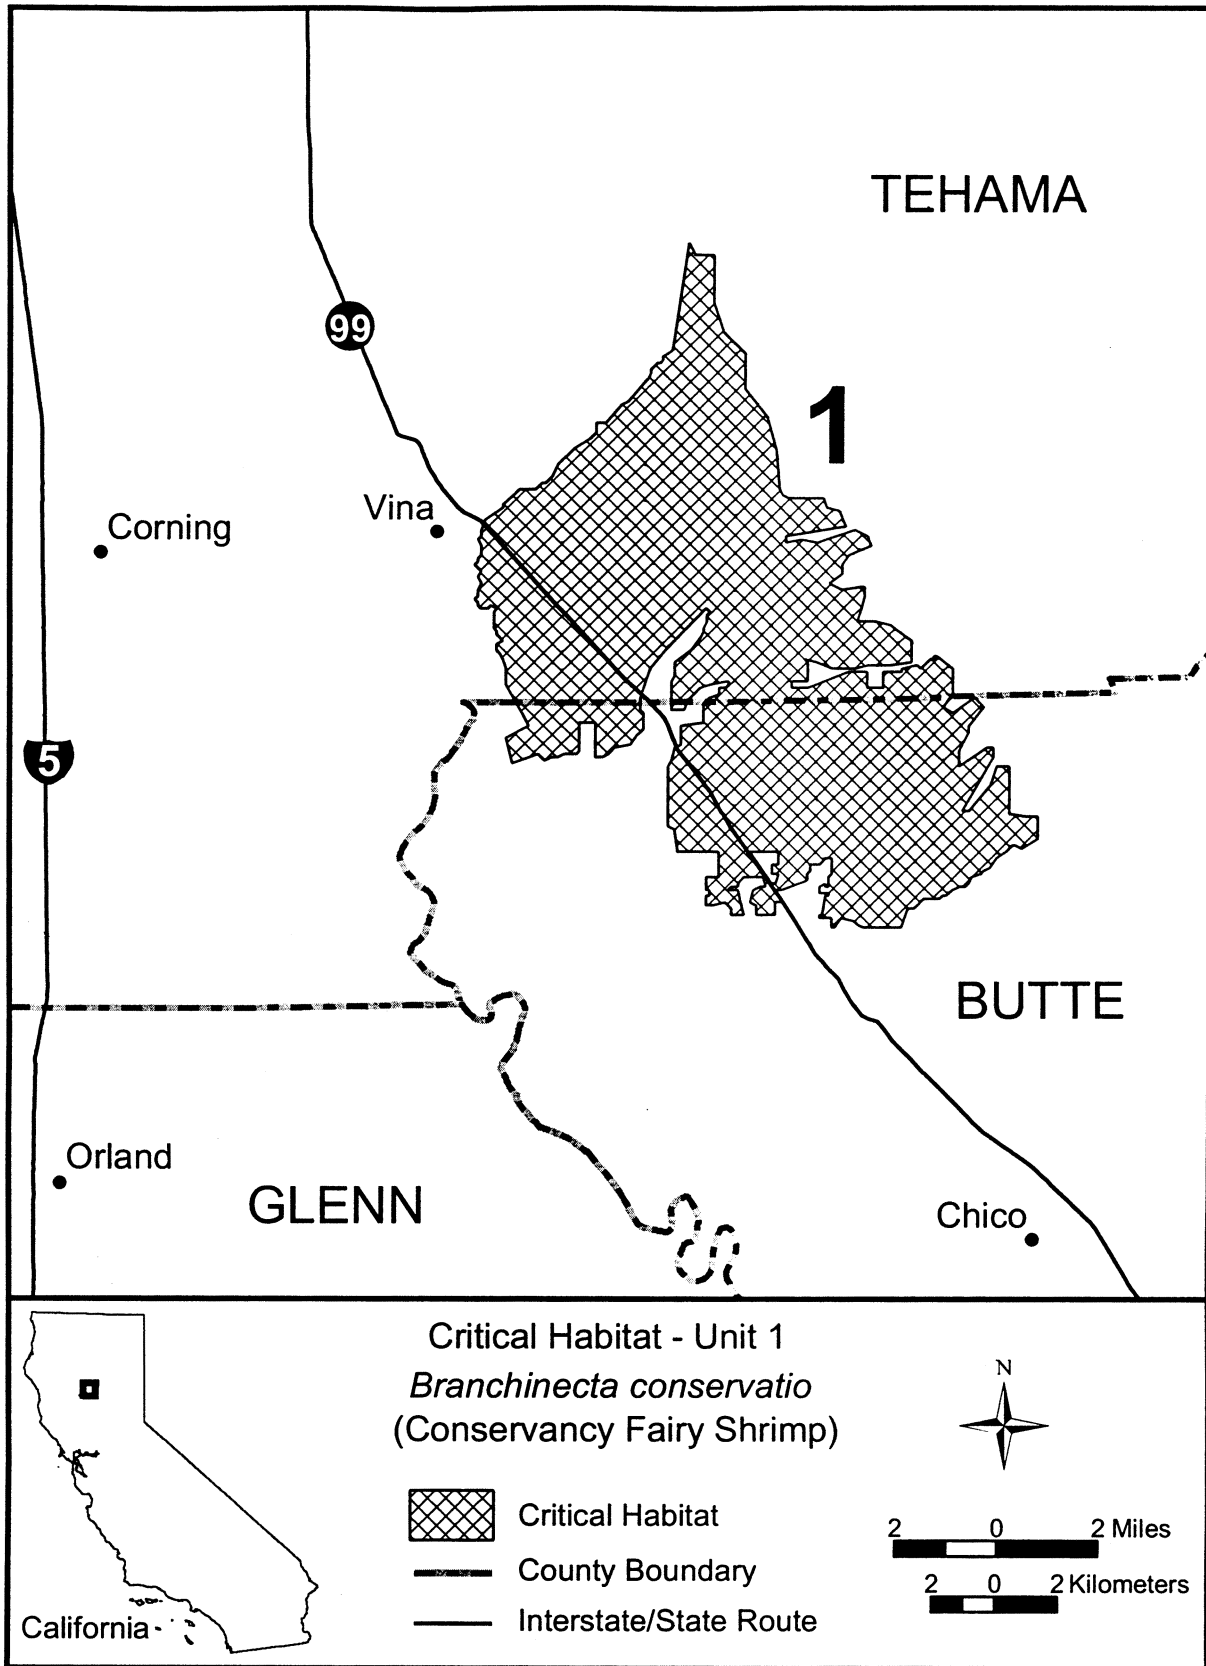 TEHAMA
99
1
Vina
Corning
5
BUTTE
Orland
GLENN
Chico
Critical Habitat - Unit 1
Branchinecta conservatio
(Conservancy Fairy Shrimp)
N
Critical Habitat
2 0 2 Miles
County Boundary
2 0 2 Kilometers
Interstate/State Route
California